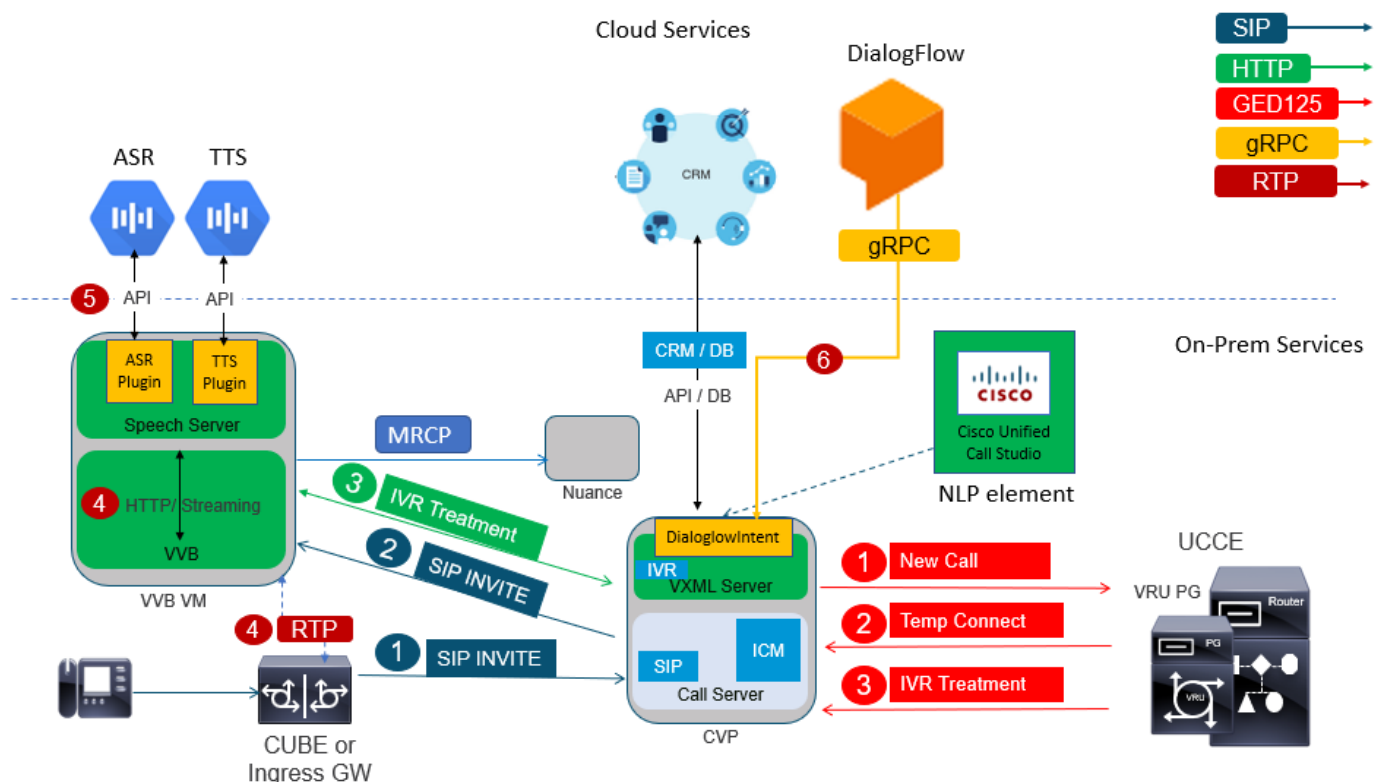 Cloud Services
DialogFlow
SIP
HTTP
GED125
gRPC
RTP
ASR
TTS
CRM
gRPC
5
API
API
CRM / DB
6
On-Prem Services
ASR
Plugin
TTS
Plugin
Speech Server
API / DB
CISCO
Cisco Unified
Call Studio
NLP element
MRCP
Nuance
3
IVR Treatment
4
HTTP/ Streaming
VVB
VVB VM
2
SIP INVITE
DialoglowIntent
IVR
VXML Server
1
New Call
UCCE
VRU PG
Router
2
Temp Connect
PG
VRU
4
RTP
1
SIP INVITE
SIP
ICM
Call Server
CVP
3
IVR Treatment
CUBE or
Ingress GW